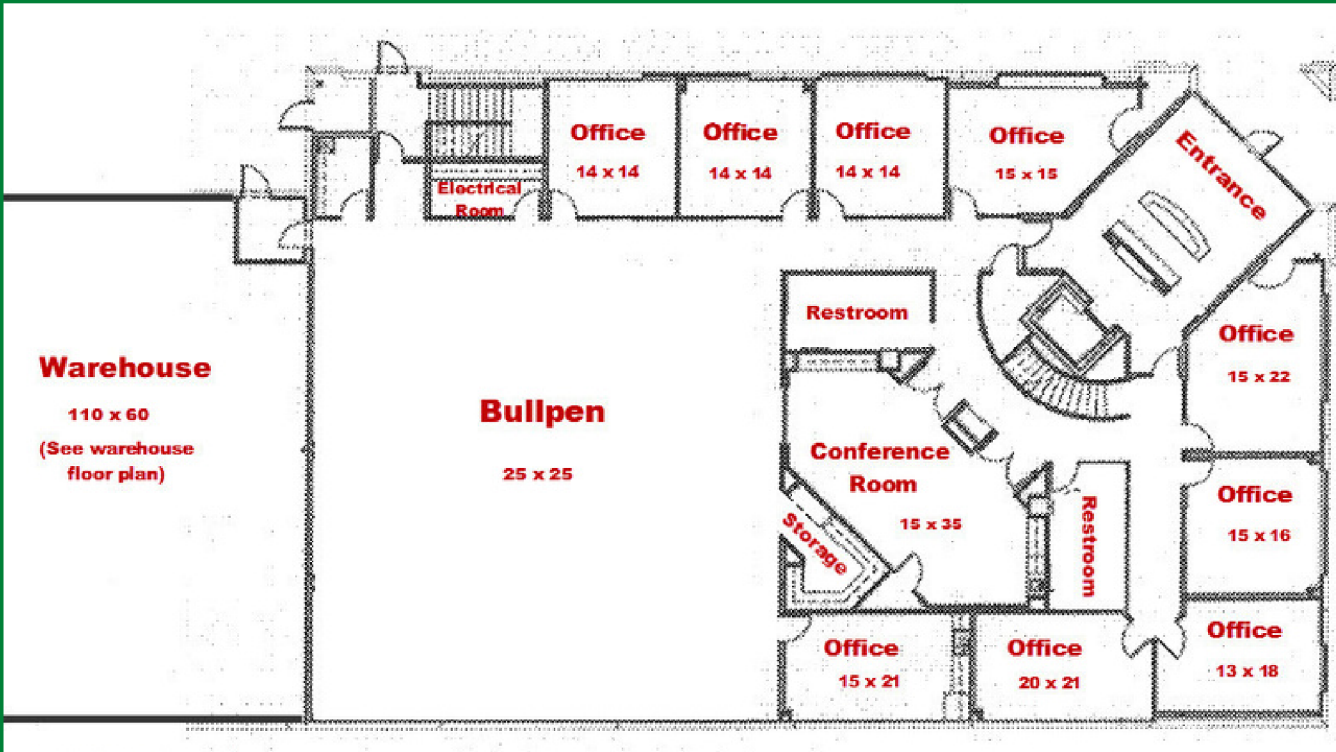 Office
14 x 14
Office
14 x 14
Office
14 x 14
Office
15 x 15
Entrance
Electrical
Room
Restroom
Warehouse
110 x 60
(See warehouse
floor plan)
Bullpen
25 x 25
Conference
Room
15 x 35
Storage
Restroom
Office
15 x 22
Office
15 x 16
Office
13 x 18
Office
15 x 21
Office
20 x 21